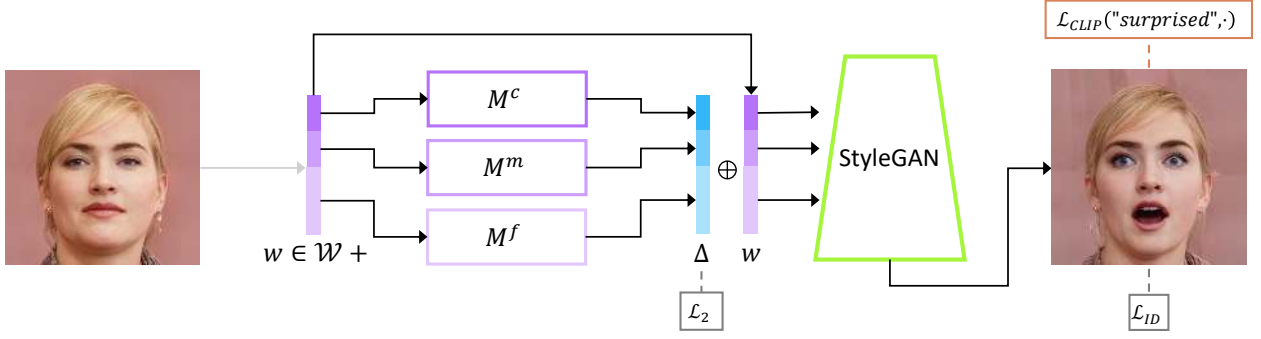 ℒ_CLIP("surprised",·)
M^c
M^m
M^f
⊕
StyleGAN
w ∈ 𝒲 +
Δ
w
ℒ_2
ℒ_ID